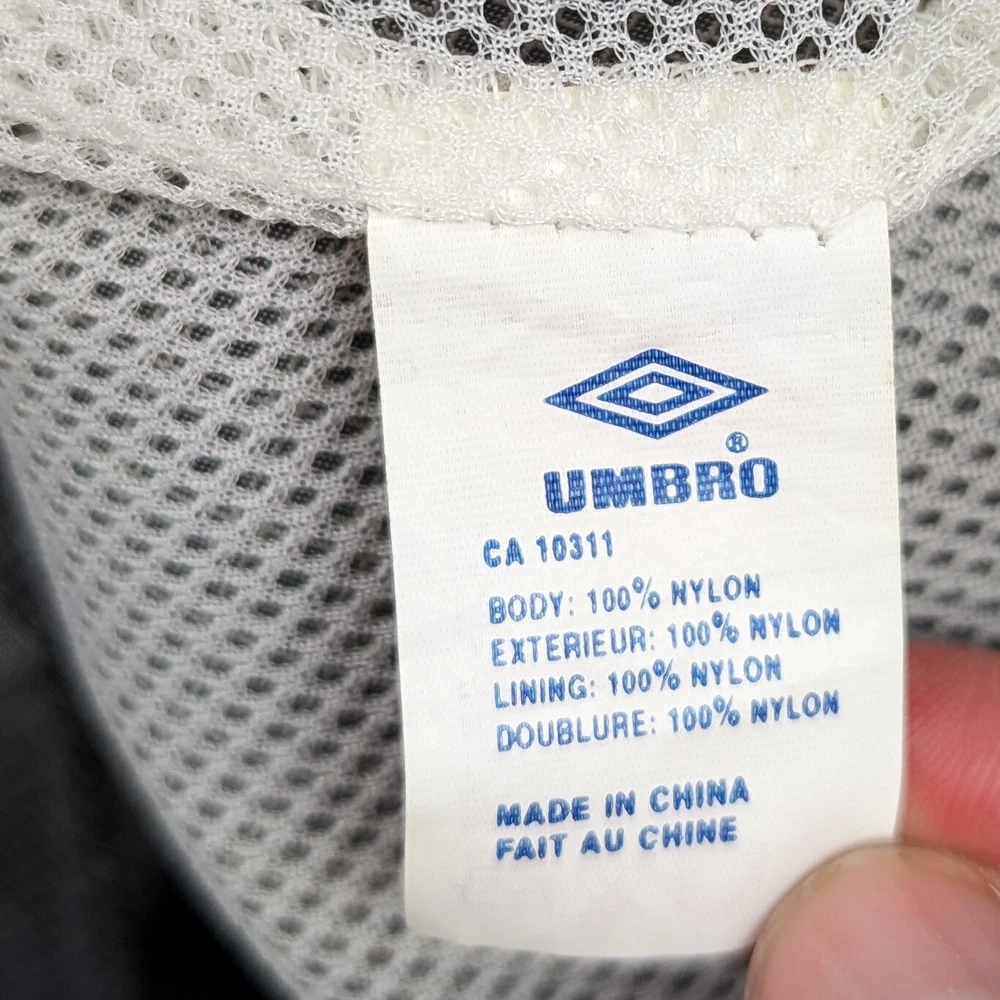 ®
UMBRO
CA 10311
BODY: 100% NYLON
EXTERIEUR: 100% NYLON
LINING: 100% NYLON
DOUBLURE: 100% NYLON
MADE IN CHINA
FAIT AU CHINE